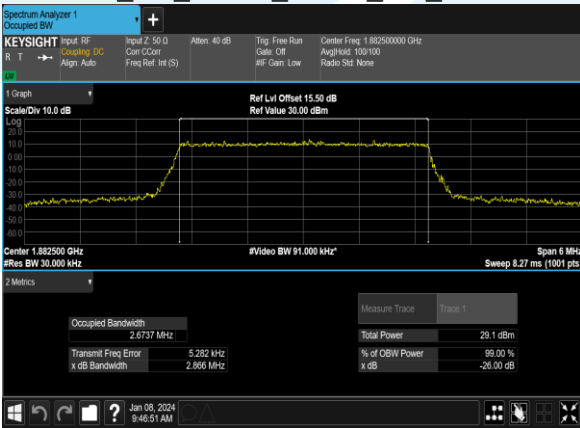 Spectrum Analyzer 1
Occupied BW
KEYSIGHT
R T
LW
Input: RF
Coupling: DC
Align: Auto
Input Z: 50 Ω
Corr CCorr
Freq Ref: Int (S)
Atten: 40 dB
Trig: Free Run
Gate: Off
#IF Gain: Low
Center Freq: 1.882500000 GHz
Avg|Hold: 100/100
Radio Std: None
1 Graph
Scale/Div 10.0 dB
Ref Lvl Offset 15.50 dB
Ref Value 30.00 dBm
Log
20.0
10.0
0.00
-10.0
-20.0
-30.0
-40.0
-50.0
-60.0
Center 1.882500 GHz
#Video BW 91.000 kHz*
Span 6 MHz
#Res BW 30.000 kHz
Sweep 8.27 ms (1001 pts)
2 Metrics
Measure Trace
Trace 1
Occupied Bandwidth
2.6737 MHz
Total Power
29.1 dBm
Transmit Freq Error
5.282 kHz
% of OBW Power
99.00 %
x dB Bandwidth
2.866 MHz
x dB
-26.00 dB
?
Jan 08, 2024
9:46:51 AM